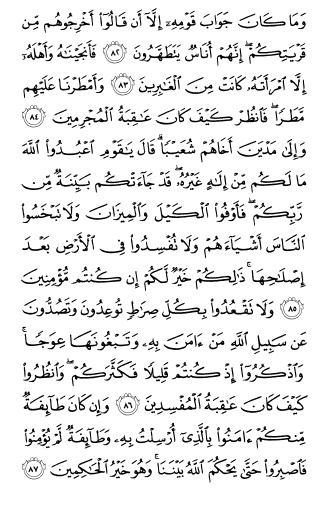 وَمَا كَانَ جَوَابَ قَوْمِهِۦٓ إِلَّآ أَن قَالُوٓا۟ أَخْرِجُوهُم مِّن
قَرْيَتِكُمْ ۖ إِنَّهُمْ أُنَاسٌ يَتَطَهَّرُونَ ٨٢ فَأَنجَيْنَٰهُ وَأَهْلَهُۥٓ
إِلَّا ٱمْرَأَتَهُۥ كَانَتْ مِنَ ٱلْغَٰبِرِينَ ٨٣ وَأَمْطَرْنَا عَلَيْهِم
مَّطَرًا ۖ فَٱنظُرْ كَيْفَ كَانَ عَٰقِبَةُ ٱلْمُجْرِمِينَ ٨٤
وَإِلَىٰ مَدْيَنَ أَخَاهُمْ شُعَيْبًا ۗ قَالَ يَٰقَوْمِ ٱعْبُدُوا۟ ٱللَّهَ
مَا لَكُم مِّنْ إِلَٰهٍ غَيْرُهُۥ ۖ قَدْ جَآءَتْكُم بَيِّنَةٌ مِّن
رَّبِّكُمْ ۖ فَأَوْفُوا۟ ٱلْكَيْلَ وَٱلْمِيزَانَ وَلَا تَبْخَسُوا۟
ٱلنَّاسَ أَشْيَآءَهُمْ وَلَا تُفْسِدُوا۟ فِى ٱلْأَرْضِ بَعْدَ
إِصْلَٰحِهَا ۚ ذَٰلِكُمْ خَيْرٌ لَّكُمْ إِن كُنتُم مُّؤْمِنِينَ
٨٥ وَلَا تَقْعُدُوا۟ بِكُلِّ صِرَٰطٍ تُوعِدُونَ وَتَصُدُّونَ
عَن سَبِيلِ ٱللَّهِ مَنْ ءَامَنَ بِهِۦ وَتَبْغُونَهَا عِوَجًا ۚ
وَٱذْكُرُوٓا۟ إِذْ كُنتُمْ قَلِيلًا فَكَثَّرَكُمْ ۖ وَٱنظُرُوا۟
كَيْفَ كَانَ عَٰقِبَةُ ٱلْمُفْسِدِينَ ٨٦ وَإِن كَانَ طَآئِفَةٌ
مِّنكُمْ ءَامَنُوا۟ بِٱلَّذِىٓ أُرْسِلْتُ بِهِۦ وَطَآئِفَةٌ لَّمْ يُؤْمِنُوا۟
فَٱصْبِرُوا۟ حَتَّىٰ يَحْكُمَ ٱللَّهُ بَيْنَنَا ۚ وَهُوَ خَيْرُ ٱلْحَٰكِمِينَ ٨٧